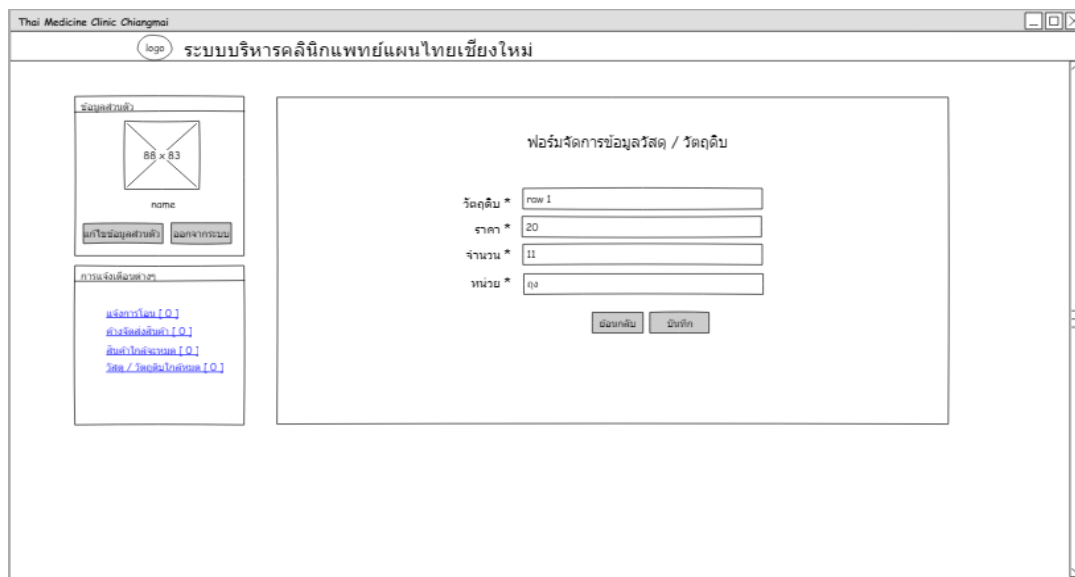 Thai Medicine Clinic Chiangmai
logo ระบบบริหารคลินิกแพทย์แผนไทยเชียงใหม่
ข้อมูลส่วนตัว
88 x 83
name
แก้ไขข้อมูลส่วนตัว ออกจากระบบ
การแจ้งเตือนต่างๆ
แจ้งการโอน [ 0 ]
ค้างจัดส่งสินค้า [ 0 ]
สินค้าใกล้จะหมด [ 0 ]
วัสดุ / วัตถุดิบใกล้หมด [ 0 ]
ฟอร์มจัดการข้อมูลวัสดุ / วัตถุดิบ
วัตถุดิบ * row 1
ราคา * 20
จำนวน * 11
หน่วย * ถุง
ย้อนกลับ บันทึก